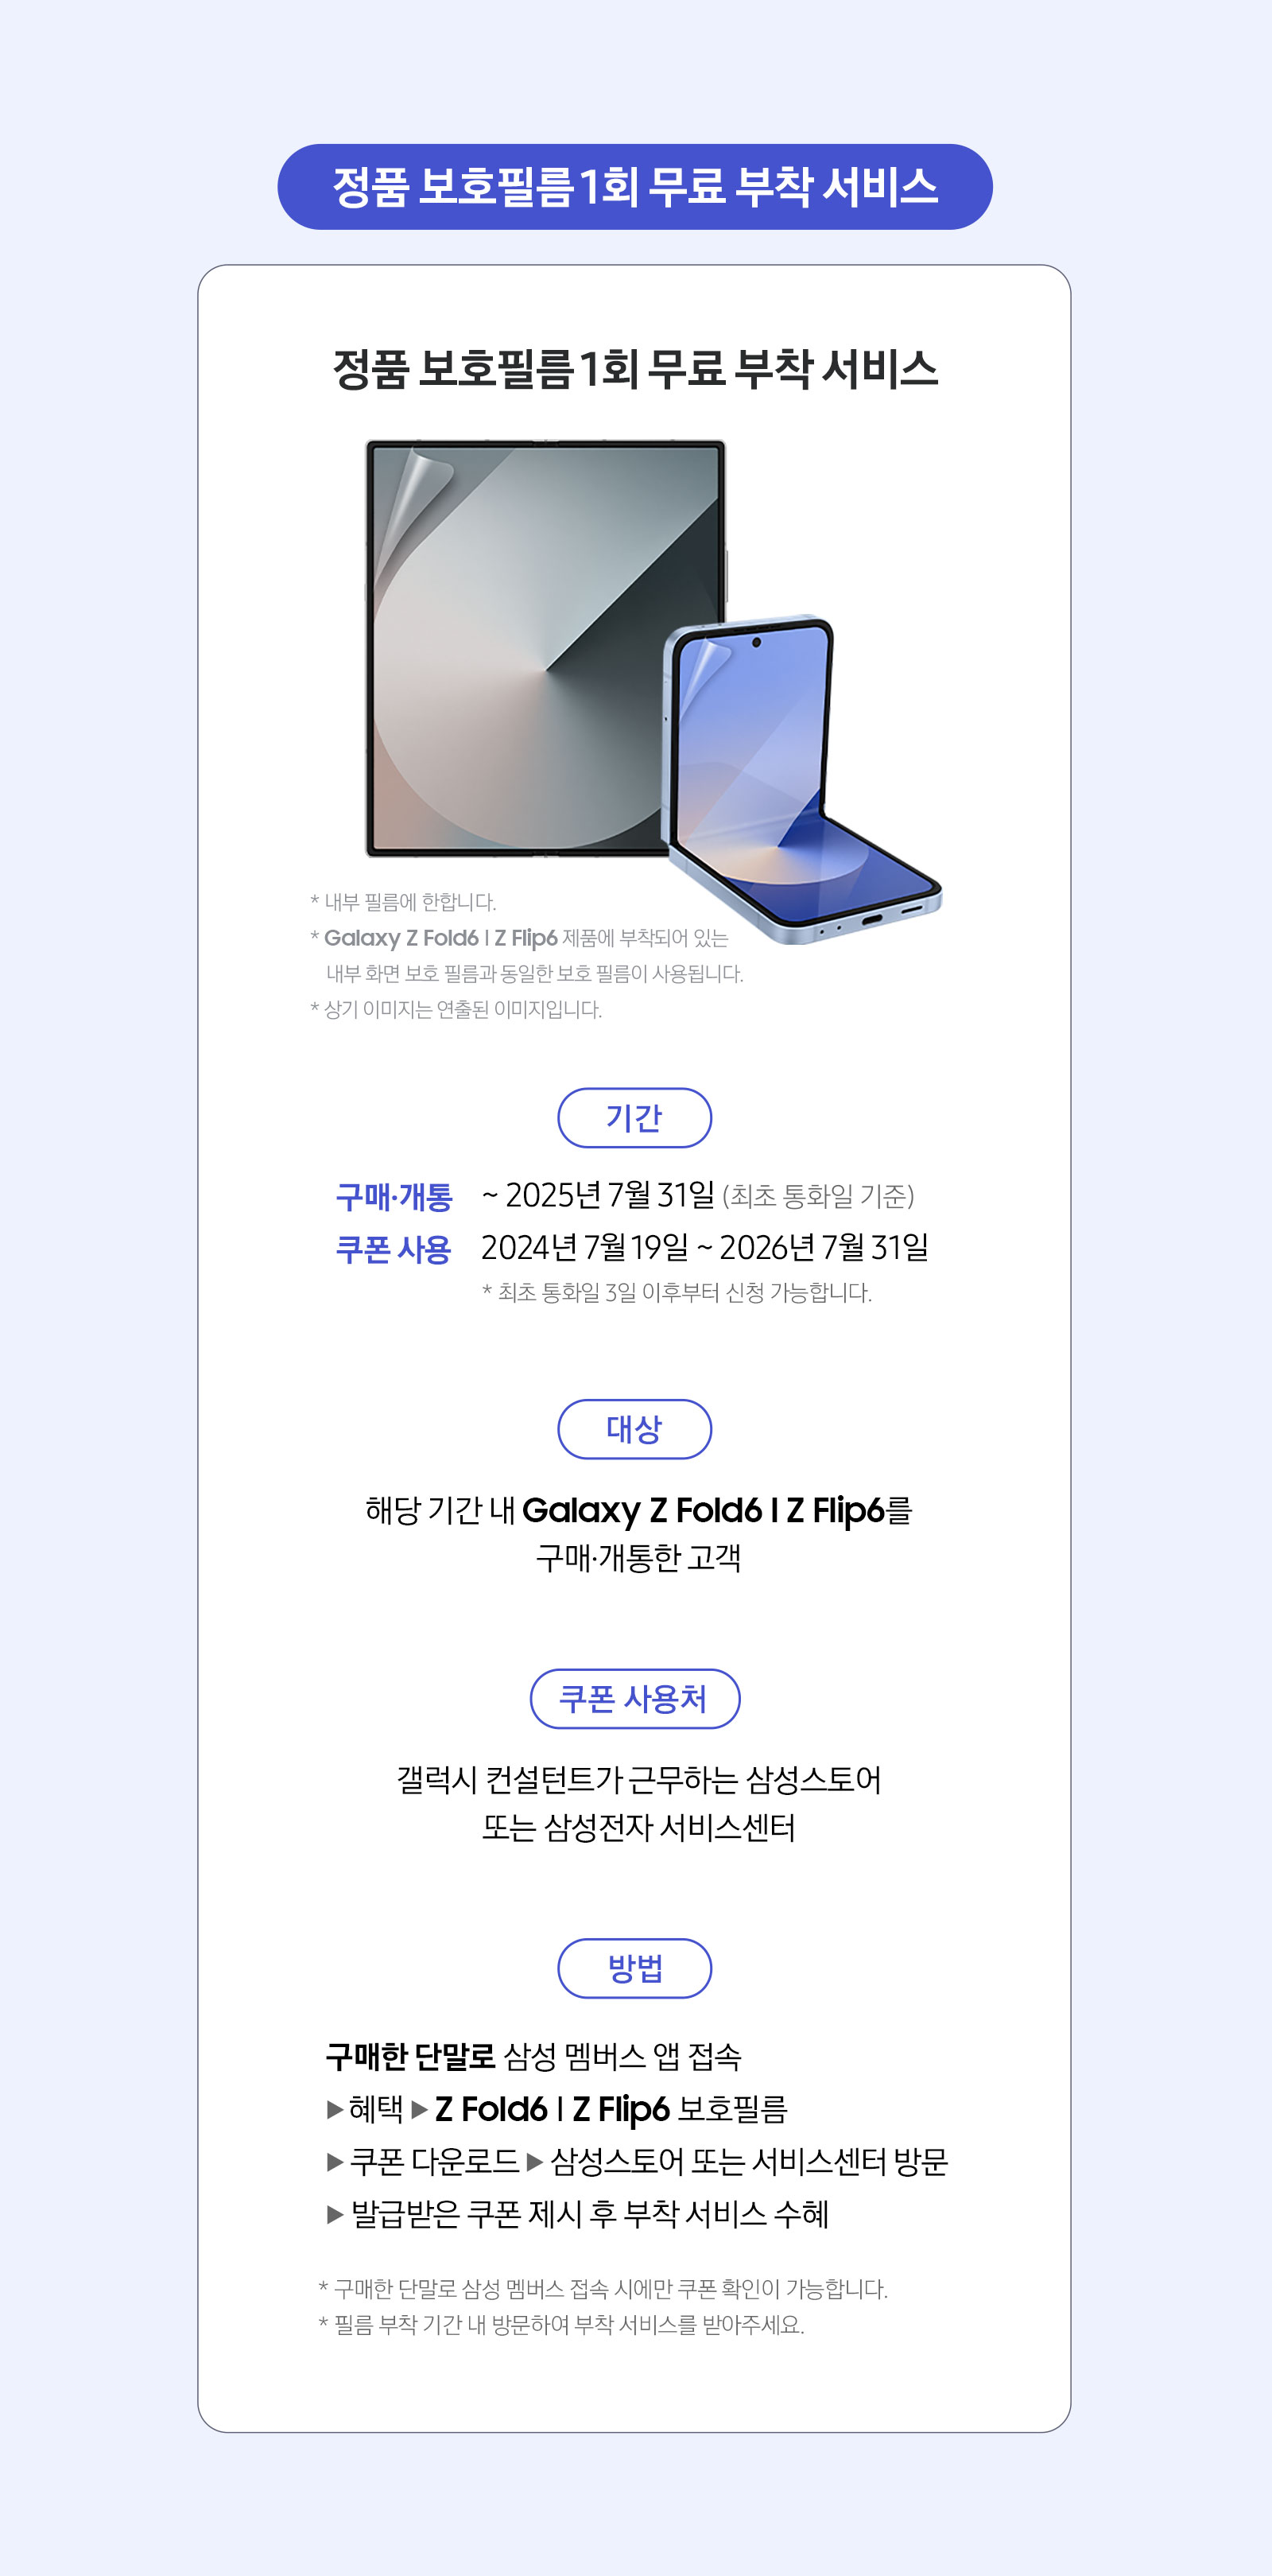 정품 보호필름 1회 무료 부착 서비스
정품 보호필름 1회 무료 부착 서비스
* 내부 필름에 한합니다.
* Galaxy Z Fold6 I Z Flip6 제품에 부착되어 있는
내부 화면 보호 필름과 동일한 보호 필름이 사용됩니다.
* 상기 이미지는 연출된 이미지입니다.
기간
구매·개통 ~ 2025년 7월 31일 (최초 통화일 기준)
쿠폰 사용 2024년 7월 19일 ~ 2026년 7월 31일
* 최초 통화일 3일 이후부터 신청 가능합니다.
대상
해당 기간 내 Galaxy Z Fold6 I Z Flip6를
구매·개통한 고객
쿠폰 사용처
갤럭시 컨설턴트가 근무하는 삼성스토어
또는 삼성전자 서비스센터
방법
구매한 단말로 삼성 멤버스 앱 접속
▶ 혜택 ▶ Z Fold6 I Z Flip6 보호필름
▶ 쿠폰 다운로드 ▶ 삼성스토어 또는 서비스센터 방문
▶ 발급받은 쿠폰 제시 후 부착 서비스 수혜
* 구매한 단말로 삼성 멤버스 접속 시에만 쿠폰 확인이 가능합니다.
* 필름 부착 기간 내 방문하여 부착 서비스를 받아주세요.